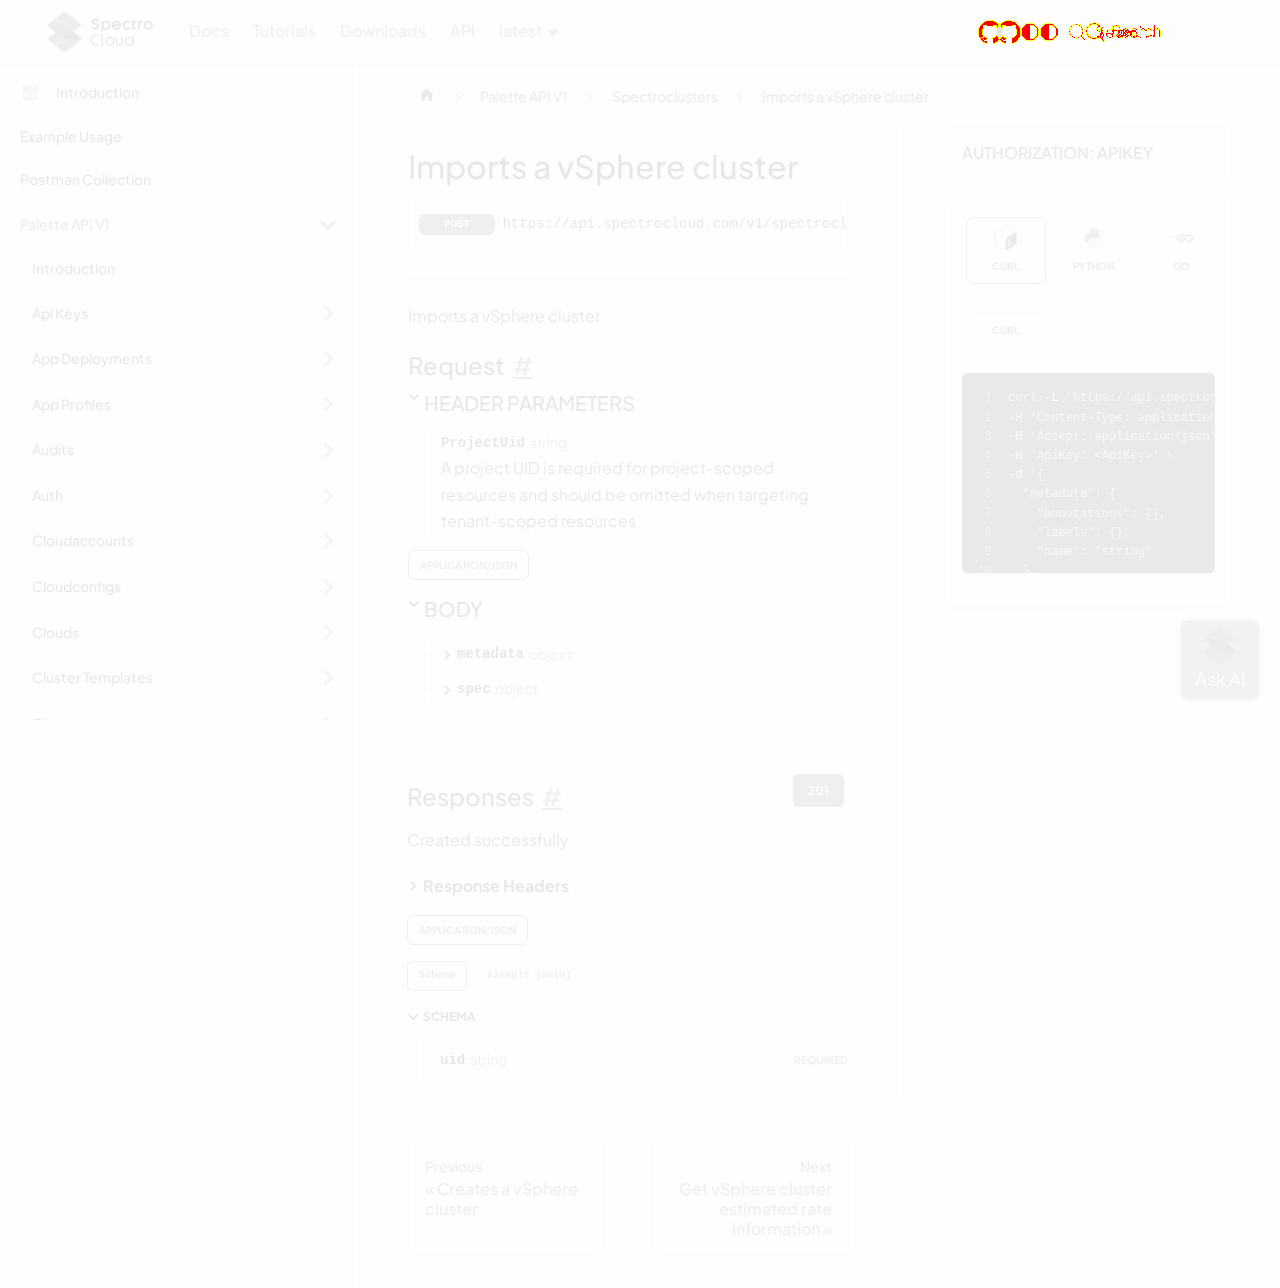 Spectro
Cloud
Docs
Tutorials
Downloads
API
latest
Introduction
Example Usage
Postman Collection
Palette API V1
Introduction
Api Keys
App Deployments
App Profiles
Audits
Auth
Cloudaccounts
Cloudconfigs
Clouds
Cluster Templates
Palette API V1
Spectroclusters
Imports a vSphere cluster
Imports a vSphere cluster
POST
https://api.spectrocloud.com/v1/spectrocl
Imports a vSphere cluster
Request #
HEADER PARAMETERS
ProjectUid string
A project UID is required for project-scoped
resources and should be omitted when targeting
tenant-scoped resources
APPLICATION/JSON
BODY
metadata object
spec object
Responses #
201
Created successfully
Response Headers
APPLICATION/JSON
Schema
Example (auto)
SCHEMA
uid string
REQUIRED
Previous
« Creates a vSphere
cluster
Next
Get vSphere cluster
estimated rate
information »
AUTHORIZATION: APIKEY
CURL
PYTHON
GO
CURL
1 curl -L 'https://api.spectroc
2 -H 'Content-Type: application
3 -H 'Accept: application/json'
4 -H 'ApiKey: <ApiKey>' \
5 -d '{
6 "metadata": {
7 "annotations": {},
8 "labels": {},
9 "name": "string"
10 },
Ask AI